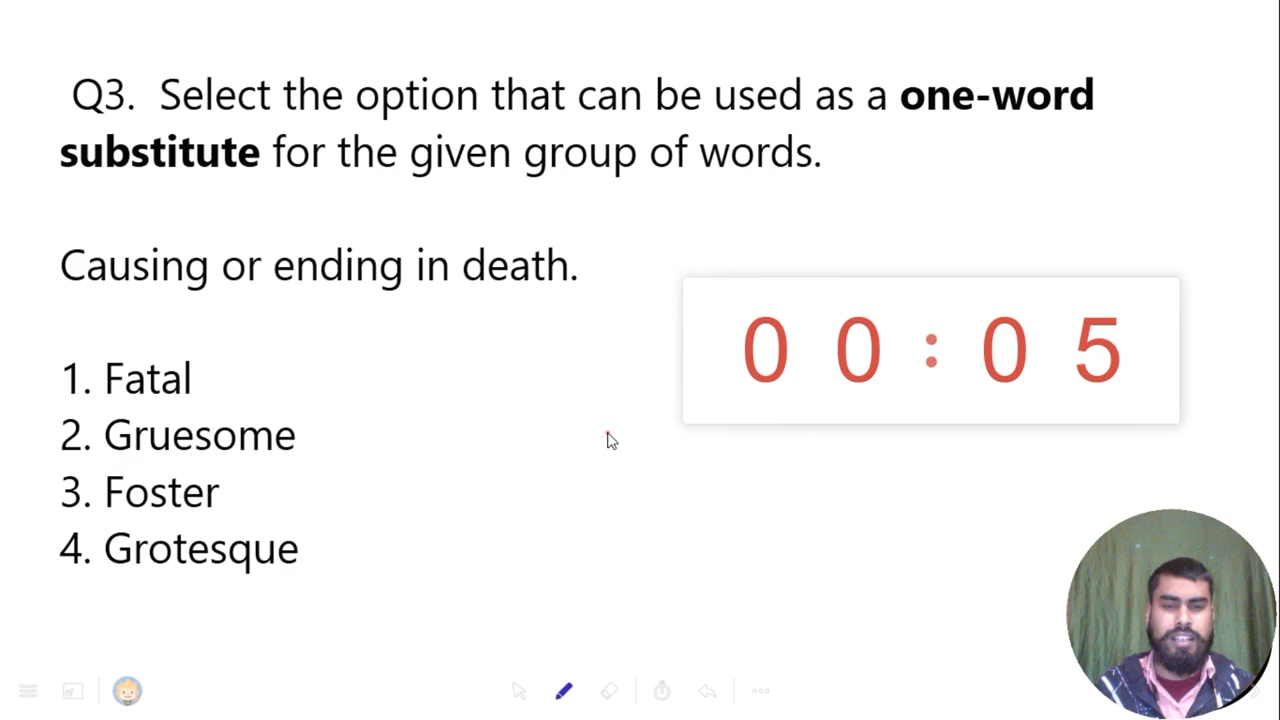 Q3. Select the option that can be used as a one-word
substitute for the given group of words.
Causing or ending in death.
00:05
1. Fatal
2. Gruesome
3. Foster
4. Grotesque